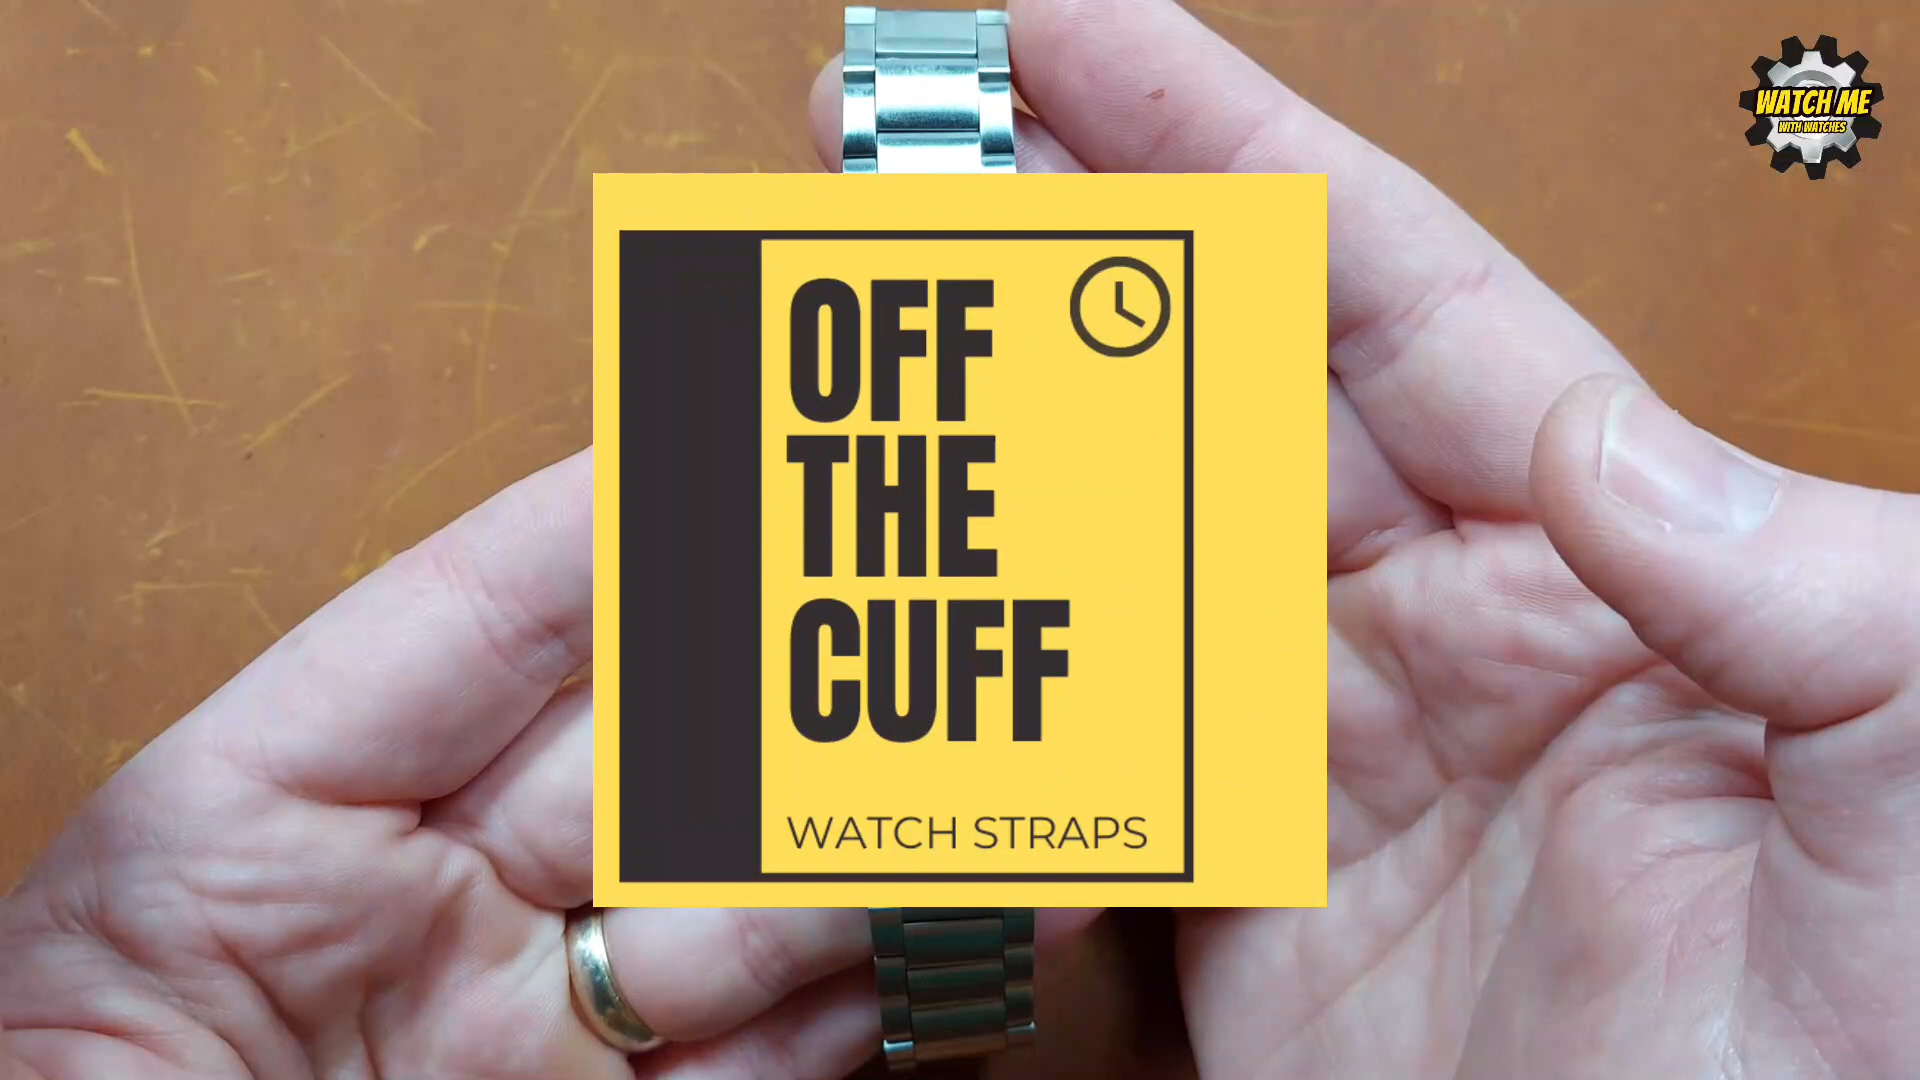 WATCH ME
WITH WATCHES
OFF
THE
CUFF
WATCH STRAPS